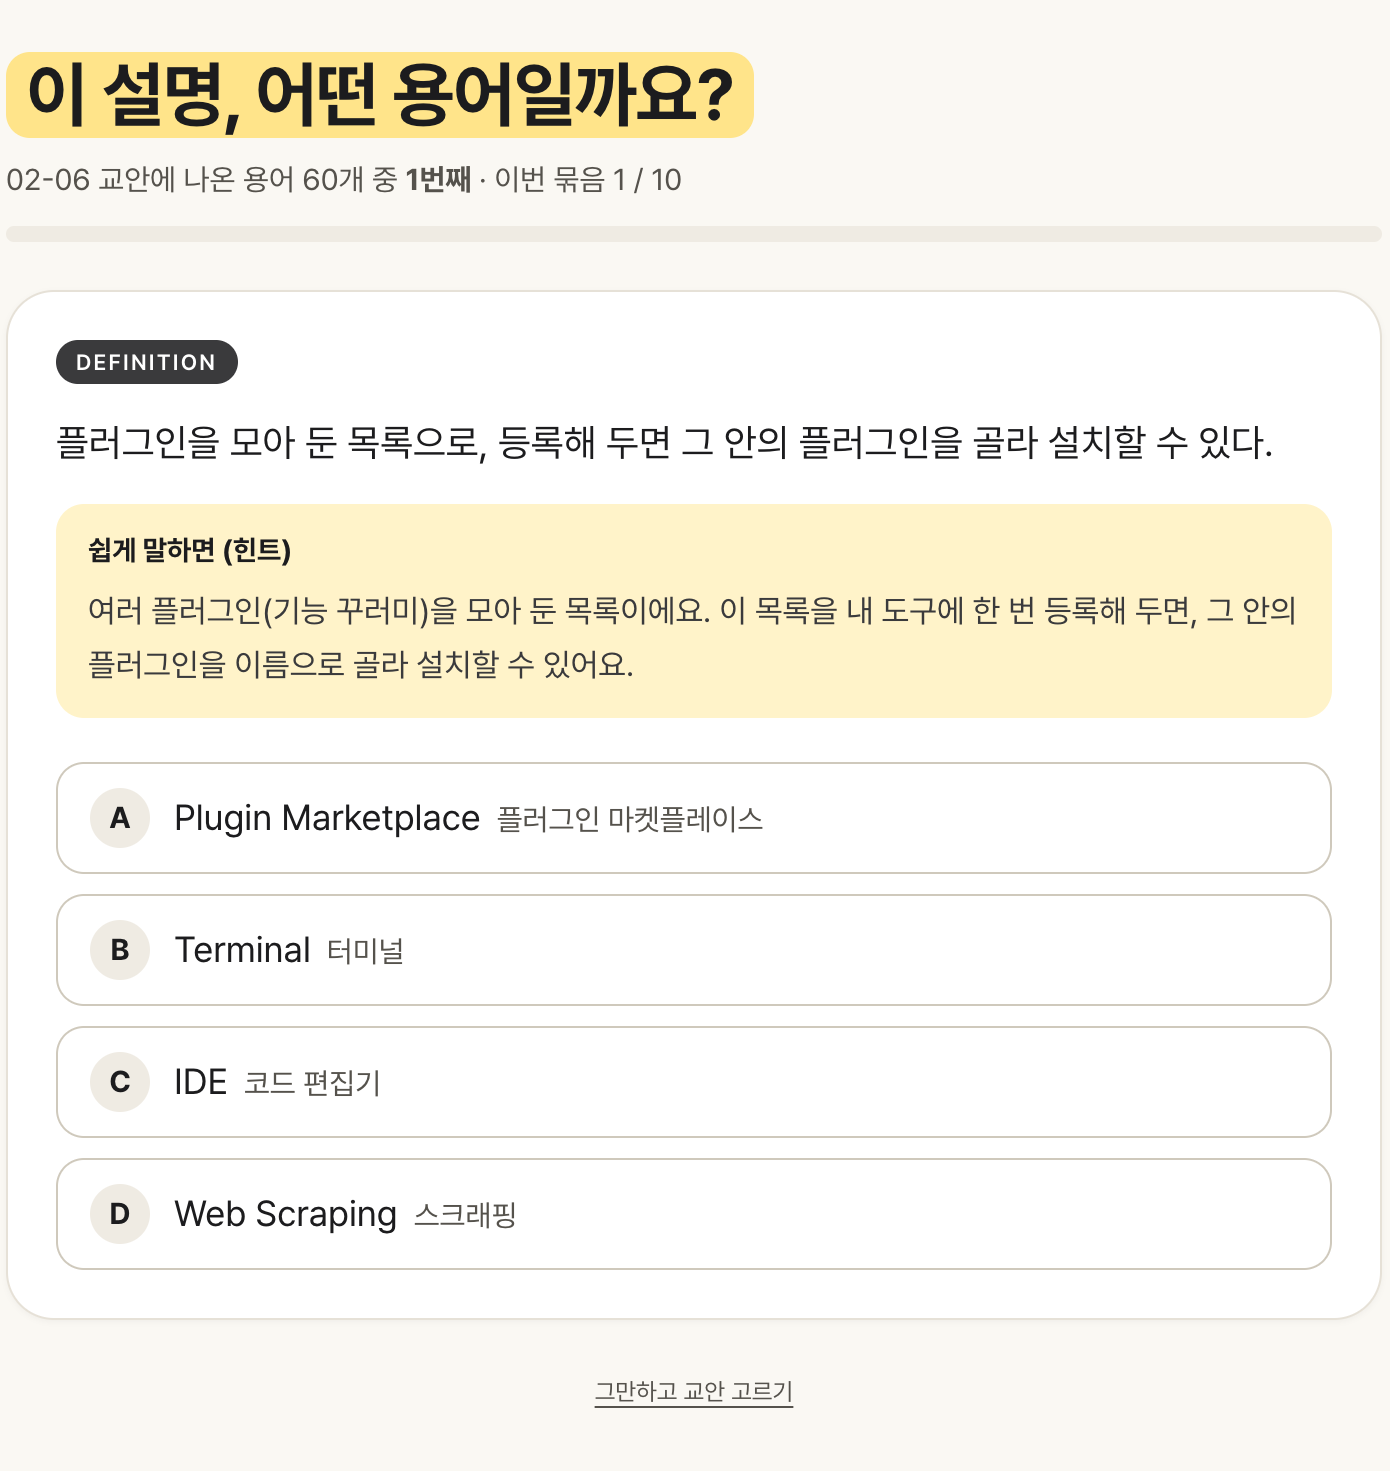 이 설명, 어떤 용어일까요?
02-06 교안에 나온 용어 60개 중 1번째 · 이번 묶음 1 / 10
DEFINITION
플러그인을 모아 둔 목록으로, 등록해 두면 그 안의 플러그인을 골라 설치할 수 있다.
쉽게 말하면 (힌트)
여러 플러그인(기능 꾸러미)을 모아 둔 목록이에요. 이 목록을 내 도구에 한 번 등록해 두면, 그 안의
플러그인을 이름으로 골라 설치할 수 있어요.
A Plugin Marketplace 플러그인 마켓플레이스
B Terminal 터미널
C IDE 코드 편집기
D Web Scraping 스크래핑
그만하고 교안 고르기